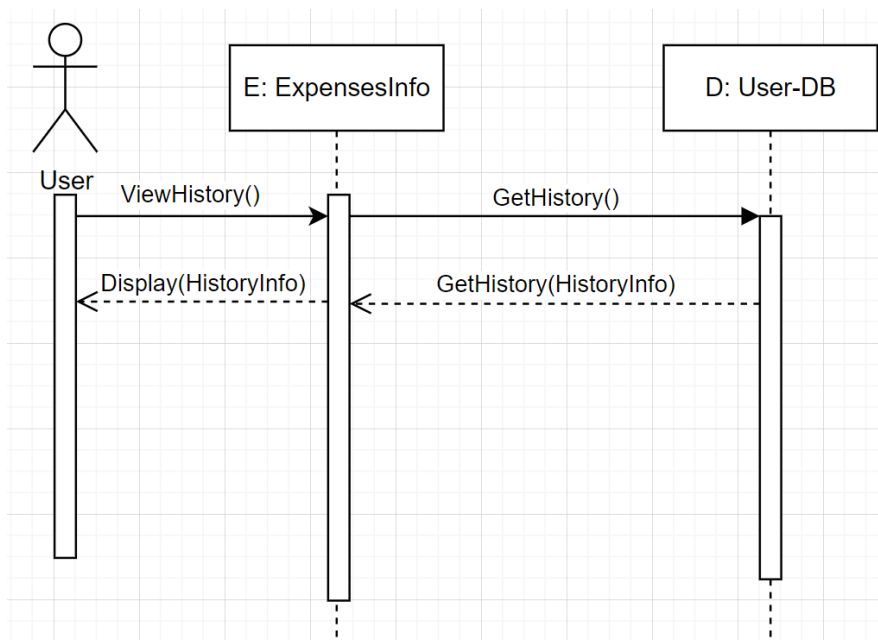 E: ExpensesInfo
D: User-DB
User
ViewHistory()
GetHistory()
Display(HistoryInfo)
GetHistory(HistoryInfo)